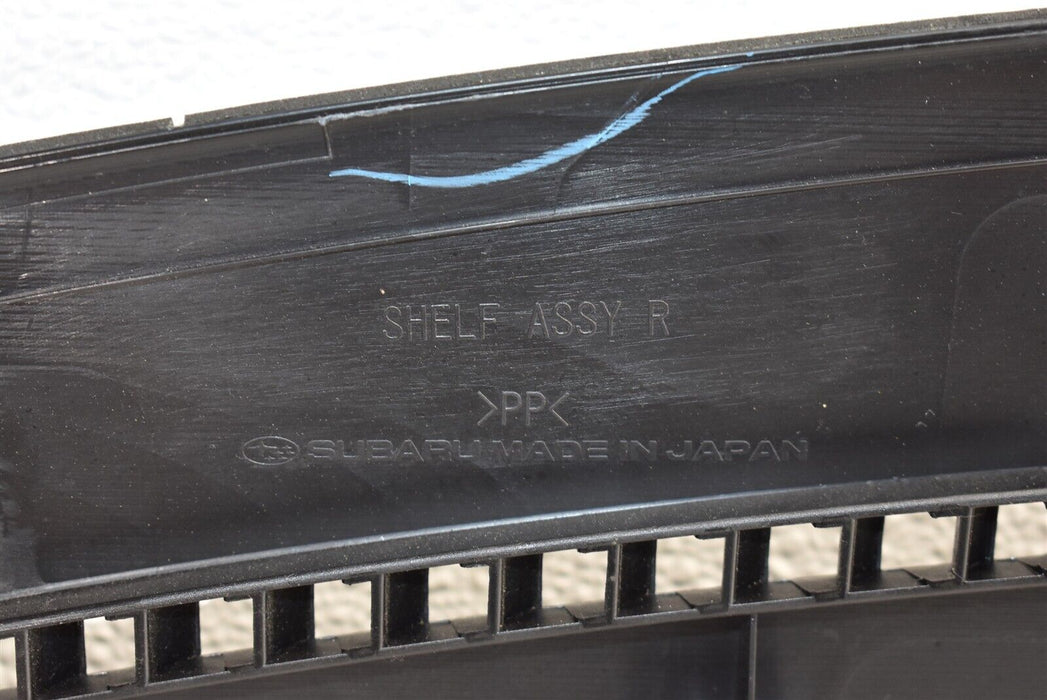 SHELF ASSY R
>PP<
SUBARU MADE IN JAPAN